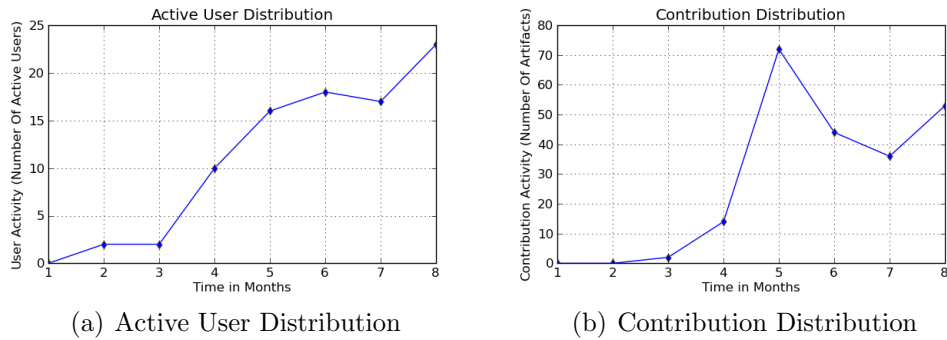 Active User Distribution
User Activity (Number Of Active Users)
25
20
15
10
5
0
1 2 3 4 5 6 7 8
Time in Months
(a) Active User Distribution
Contribution Distribution
Contribution Activity (Number Of Artifacts)
80
70
60
50
40
30
20
10
0
1 2 3 4 5 6 7 8
Time in Months
(b) Contribution Distribution